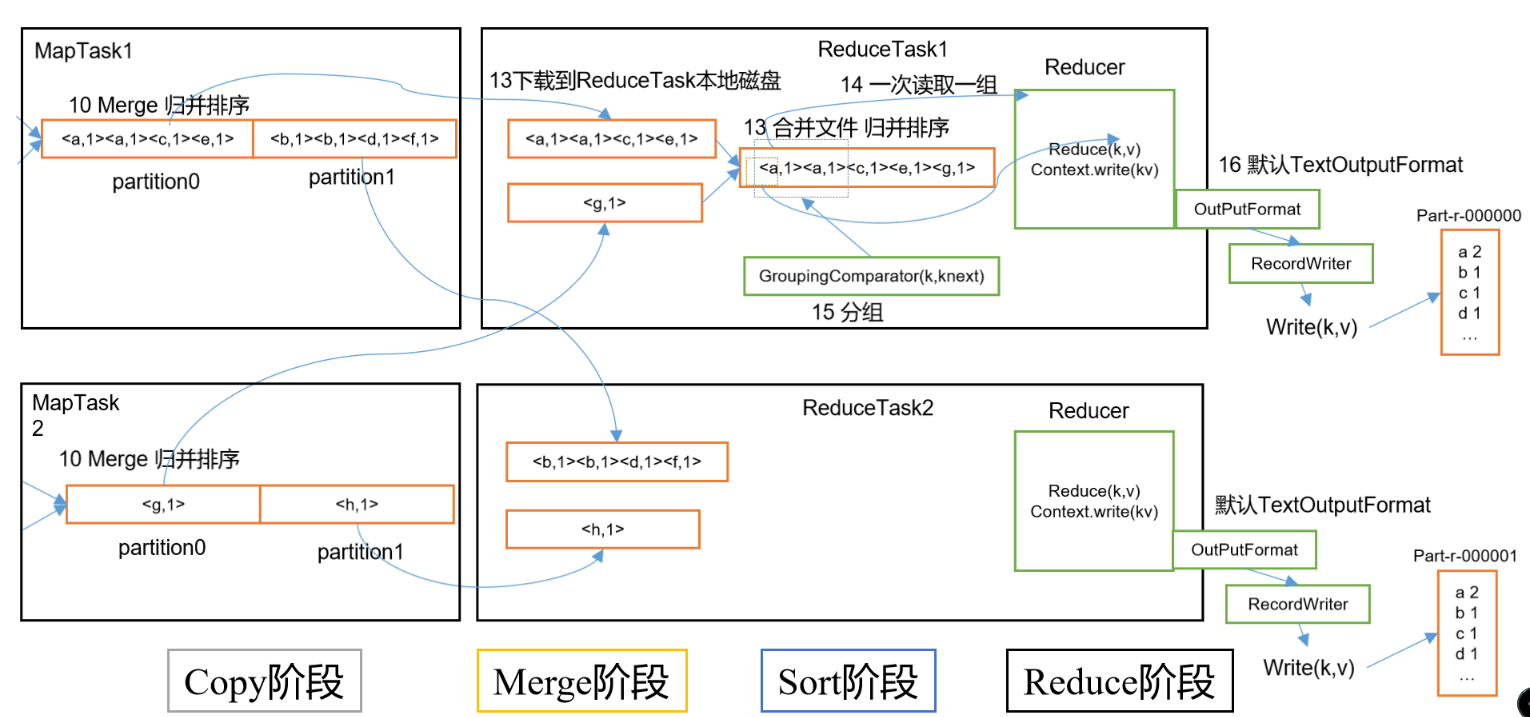 MapTask1
10 Merge 归并排序
<a,1><a,1><c,1><e,1>
<b,1><b,1><d,1><f,1>
partition0
partition1
ReduceTask1
13下载到ReduceTask本地磁盘
14 一次读取一组
Reducer
<a,1><a,1><c,1><e,1>
13 合并文件 归并排序
<a,1><a,1><c,1><e,1><g,1>
<g,1>
Reduce(k,v)
Context.write(kv)
GroupingComparator(k,knext)
15 分组
16 默认TextOutputFormat
OutPutFormat
RecordWriter
Write(k,v)
Part-r-000000
a 2
b 1
c 1
d 1
...
MapTask
2
10 Merge 归并排序
<g,1>
<h,1>
partition0
partition1
ReduceTask2
Reducer
<b,1><b,1><d,1><f,1>
<h,1>
Reduce(k,v)
Context.write(kv)
默认TextOutputFormat
OutPutFormat
RecordWriter
Write(k,v)
Part-r-000001
a 2
b 1
c 1
d 1
...
Copy阶段
Merge阶段
Sort阶段
Reduce阶段